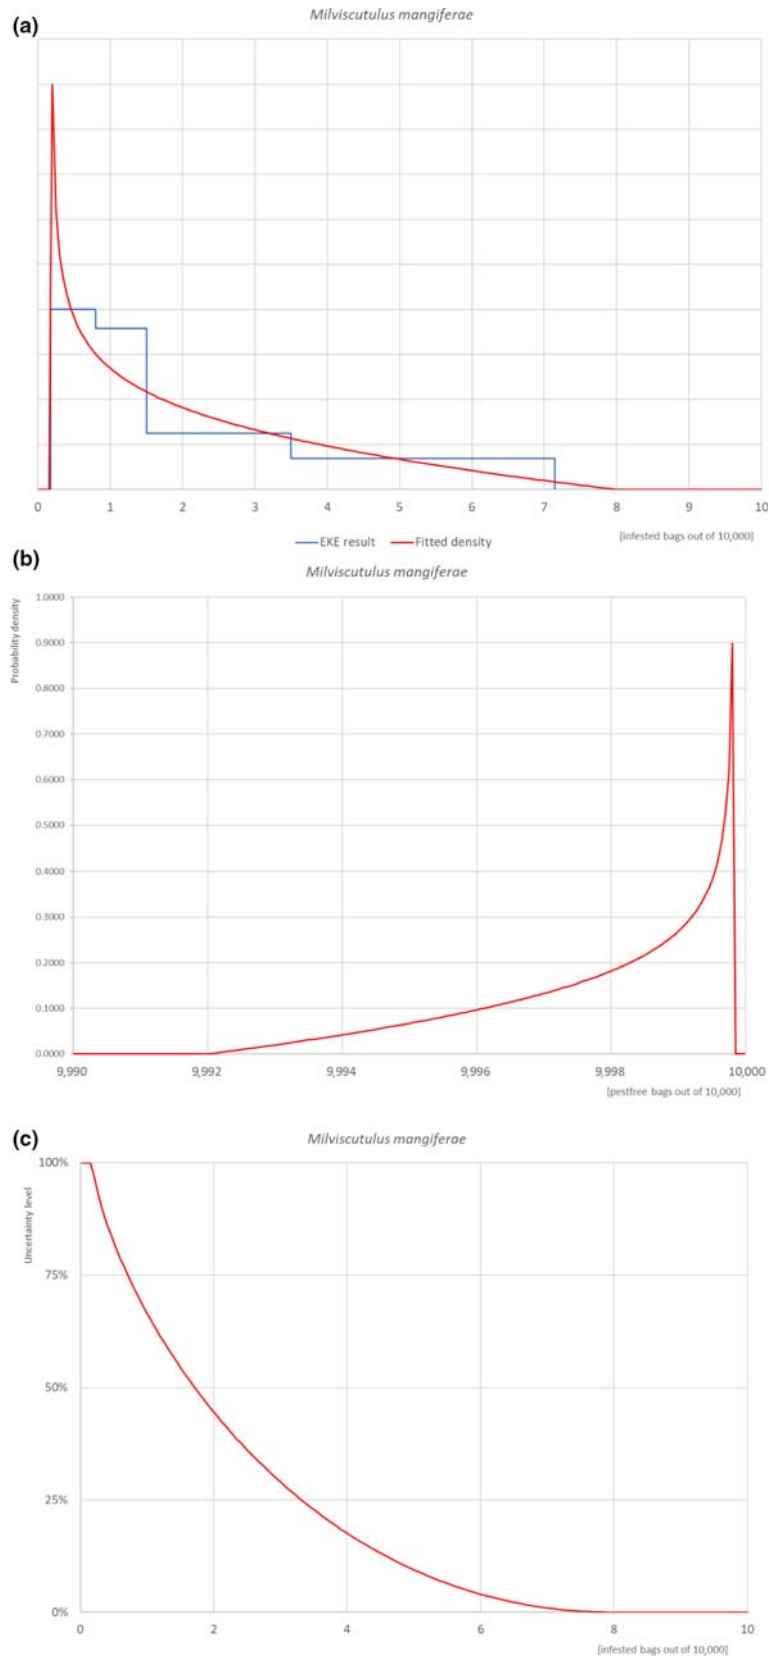 (a)
Milviscutulus mangiferae
0 1 2 3 4 5 6 7 8 9 10
[infested bags out of 10,000]
EKE result Fitted density
(b)
Milviscutulus mangiferae
Probability density
1.0000
0.9000
0.8000
0.7000
0.6000
0.5000
0.4000
0.3000
0.2000
0.1000
0.0000
9,990 9,992 9,994 9,996 9,998 10,000
[pestfree bags out of 10,000]
(c)
Milviscutulus mangiferae
Uncertainty level
100%
75%
50%
25%
0%
0 2 4 6 8 10
[infested bags out of 10,000]